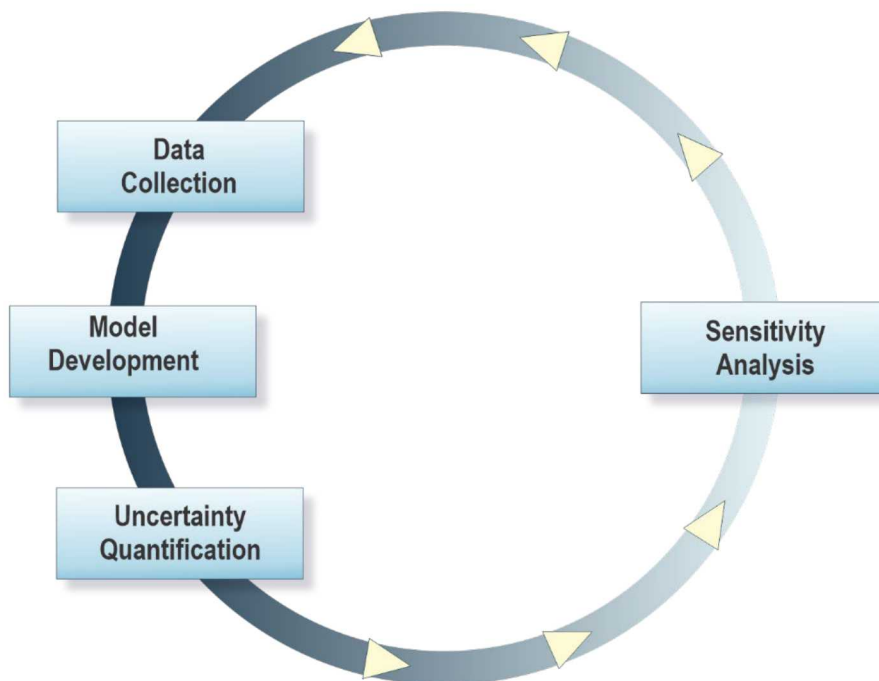 Data
Collection
Model
Development
Uncertainty
Quantification
Sensitivity
Analysis